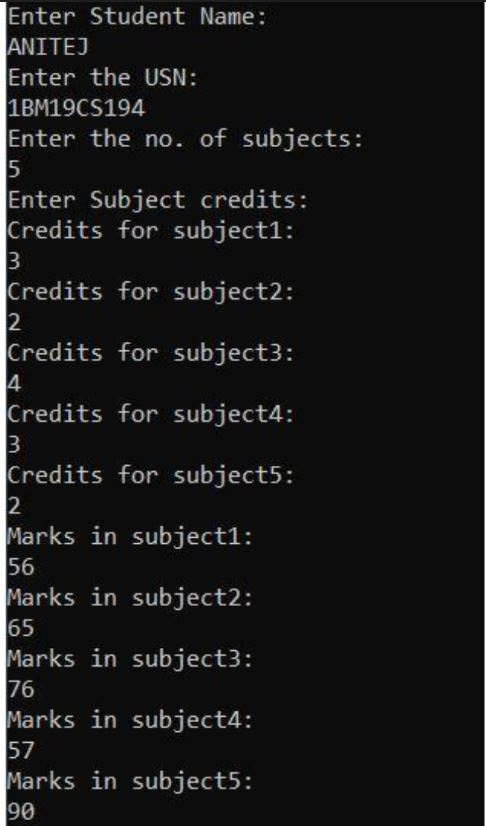 Enter Student Name:
ANITEJ
Enter the USN:
1BM19CS194
Enter the no. of subjects:
5
Enter Subject credits:
Credits for subject1:
3
Credits for subject2:
2
Credits for subject3:
4
Credits for subject4:
3
Credits for subject5:
2
Marks in subject1:
56
Marks in subject2:
65
Marks in subject3:
76
Marks in subject4:
57
Marks in subject5:
90